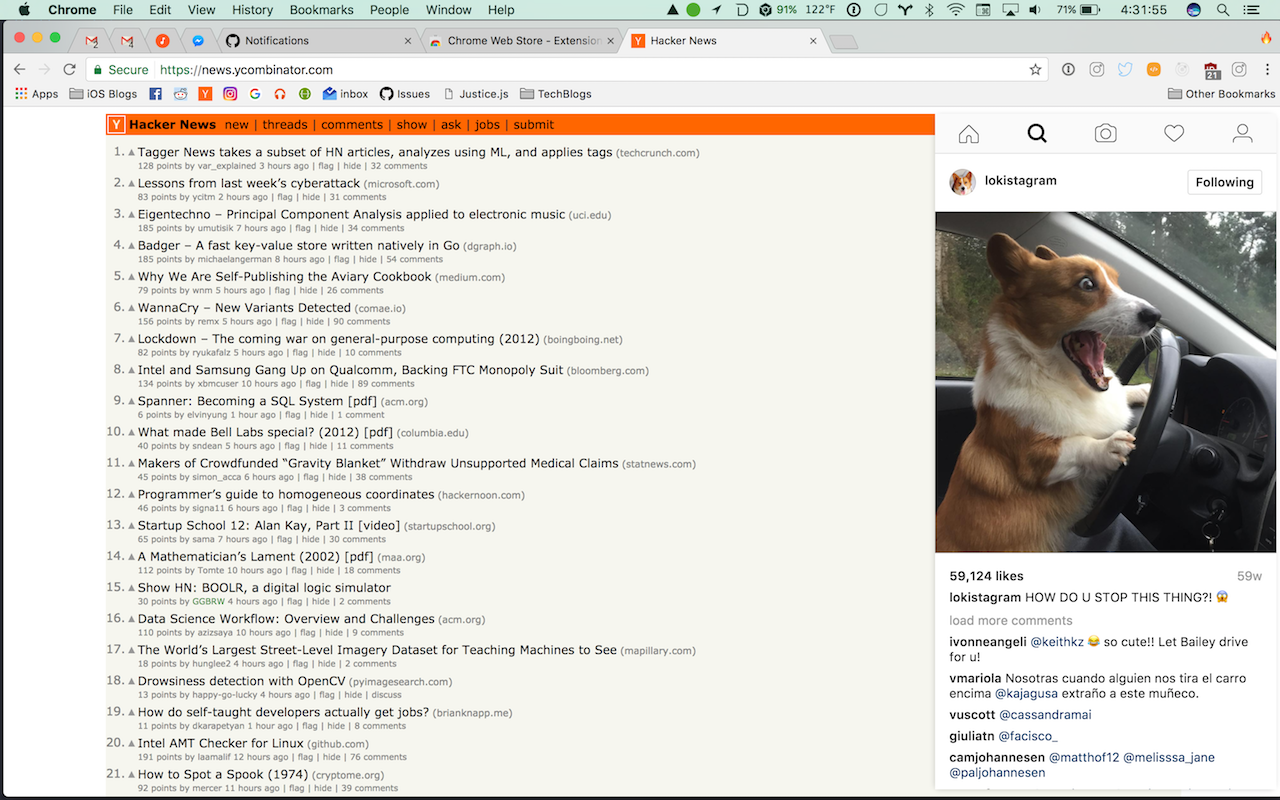 Chrome File Edit View History Bookmarks People Window Help 91% 122°F 71% 4:31:55
2 4 Notifications Chrome Web Store - Extension Hacker News
Secure https://news.ycombinator.com 21
Apps iOS Blogs inbox Issues Justice.js TechBlogs Other Bookmarks
Y Hacker News new | threads | comments | show | ask | jobs | submit
1. Tagger News takes a subset of HN articles, analyzes using ML, and applies tags (techcrunch.com)
128 points by var_explained 3 hours ago | flag | hide | 32 comments
2. Lessons from last week’s cyberattack (microsoft.com)
83 points by ycitm 2 hours ago | flag | hide | 31 comments
3. Eigentechno – Principal Component Analysis applied to electronic music (uci.edu)
185 points by umutisik 7 hours ago | flag | hide | 34 comments
4. Badger – A fast key-value store written natively in Go (dgraph.io)
185 points by michaelangerman 8 hours ago | flag | hide | 54 comments
5. Why We Are Self-Publishing the Aviary Cookbook (medium.com)
79 points by wnm 5 hours ago | flag | hide | 26 comments
6. WannaCry – New Variants Detected (comae.io)
156 points by remx 5 hours ago | flag | hide | 90 comments
7. Lockdown – The coming war on general-purpose computing (2012) (boingboing.net)
82 points by ryukafalz 5 hours ago | flag | hide | 10 comments
8. Intel and Samsung Gang Up on Qualcomm, Backing FTC Monopoly Suit (bloomberg.com)
134 points by xbmcuser 10 hours ago | flag | hide | 89 comments
9. Spanner: Becoming a SQL System [pdf] (acm.org)
6 points by elvinyung 1 hour ago | flag | hide | 1 comment
10. What made Bell Labs special? (2012) [pdf] (columbia.edu)
40 points by sndean 5 hours ago | flag | hide | 11 comments
11. Makers of Crowdfunded “Gravity Blanket” Withdraw Unsupported Medical Claims (statnews.com)
45 points by simon_acca 6 hours ago | flag | hide | 38 comments
12. Programmer’s guide to homogeneous coordinates (hackernoon.com)
46 points by signa11 6 hours ago | flag | hide | 3 comments
13. Startup School 12: Alan Kay, Part II [video] (startupschool.org)
65 points by sama 7 hours ago | flag | hide | 30 comments
14. A Mathematician’s Lament (2002) [pdf] (maa.org)
112 points by Tomte 10 hours ago | flag | hide | 18 comments
15. Show HN: BOOLR, a digital logic simulator
30 points by GGBRW 4 hours ago | flag | hide | 2 comments
16. Data Science Workflow: Overview and Challenges (acm.org)
110 points by azizsaya 10 hours ago | flag | hide | 9 comments
17. The World’s Largest Street-Level Imagery Dataset for Teaching Machines to See (mapillary.com)
18 points by hunglee2 4 hours ago | flag | hide | 2 comments
18. Drowsiness detection with OpenCV (pyimagesearch.com)
13 points by happy-go-lucky 4 hours ago | flag | hide | discuss
19. How do self-taught developers actually get jobs? (brianknapp.me)
11 points by dkarapetyan 1 hour ago | flag | hide | 8 comments
20. Intel AMT Checker for Linux (github.com)
191 points by laamalif 12 hours ago | flag | hide | 76 comments
21. How to Spot a Spook (1974) (cryptome.org)
92 points by mercer 11 hours ago | flag | hide | 39 comments
lokistagram Following
59,124 likes 59w
lokistagram HOW DO U STOP THIS THING?! 😱
load more comments
ivonneangeli @keithkz 😂 so cute!! Let Bailey drive
for u!
vmariola Nosotras cuando alguien nos tira el carro
encima @kajagusa extraño a este muñeco.
vuscott @cassandramai
giuliatn @facisco_
camjohannesen @matthof12 @melisssa_jane
@paljohannesen